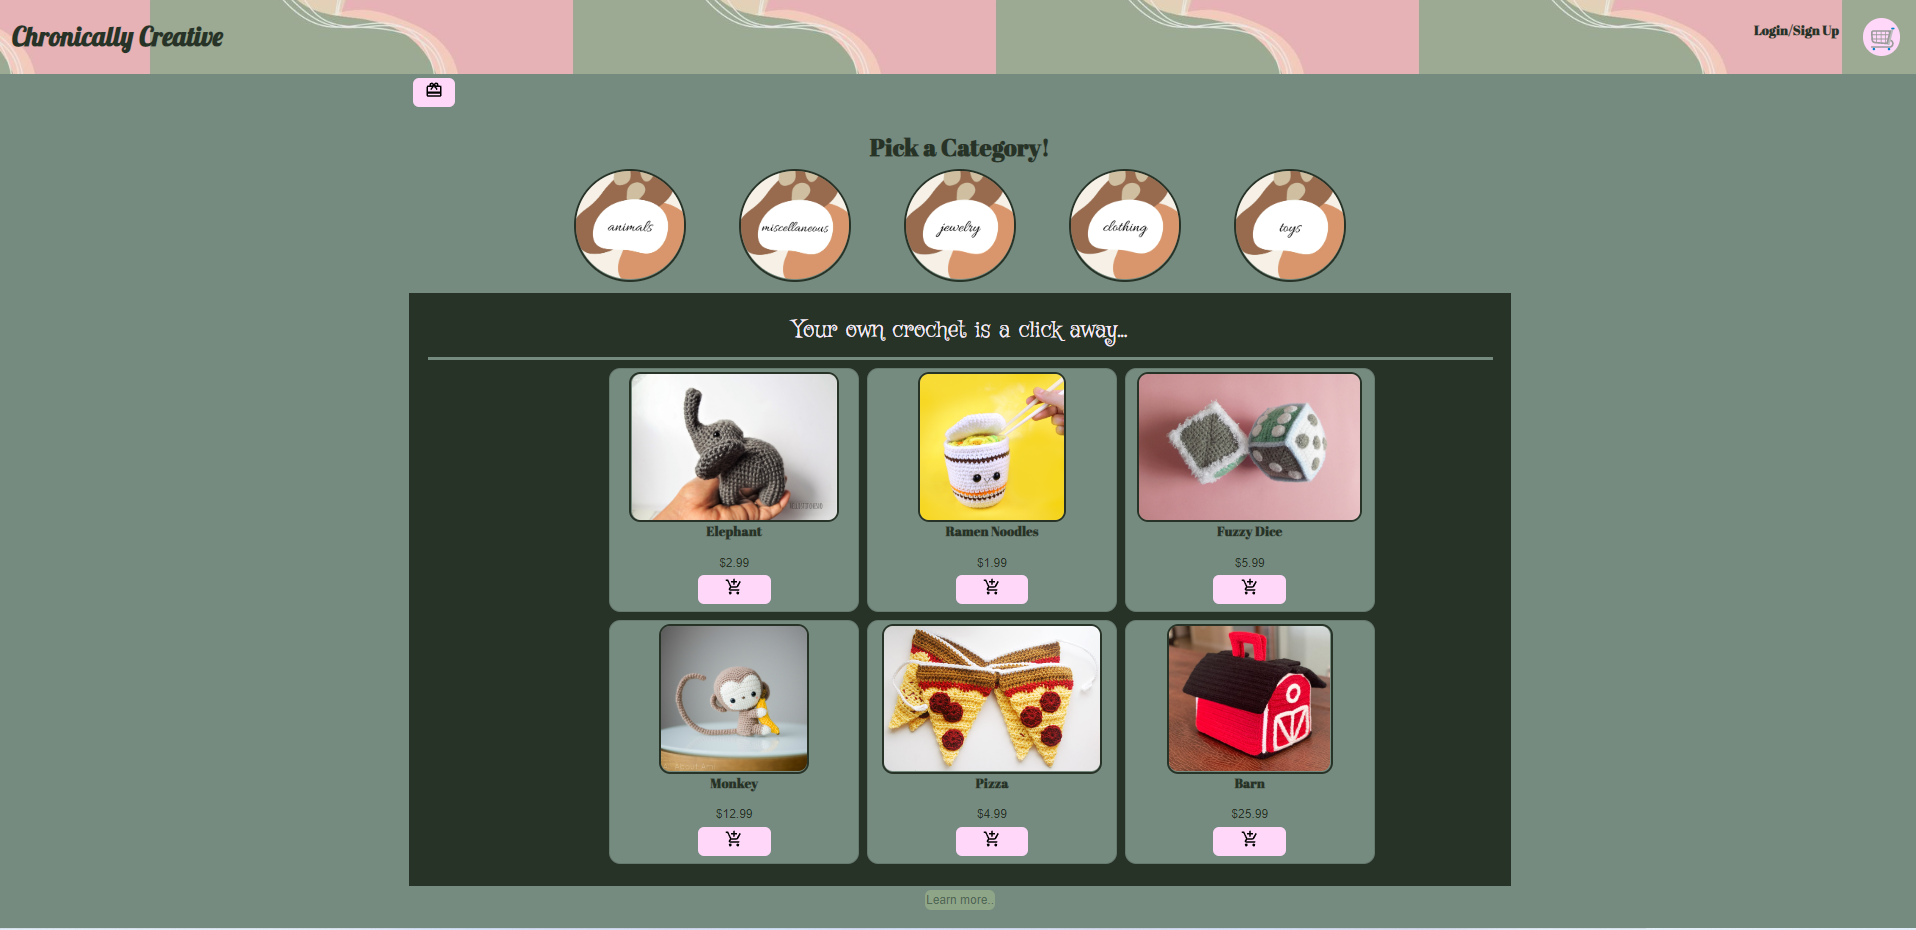 Chronically Creative
Login/Sign Up
Pick a Category!
animals
miscellaneous
jewelry
clothing
toys
Your own crochet is a click away...
Elephant
Ramen Noodles
Fuzzy Dice
$2.99
$1.99
$5.99
Monkey
Pizza
Barn
$12.99
$4.99
$25.99
Learn more..